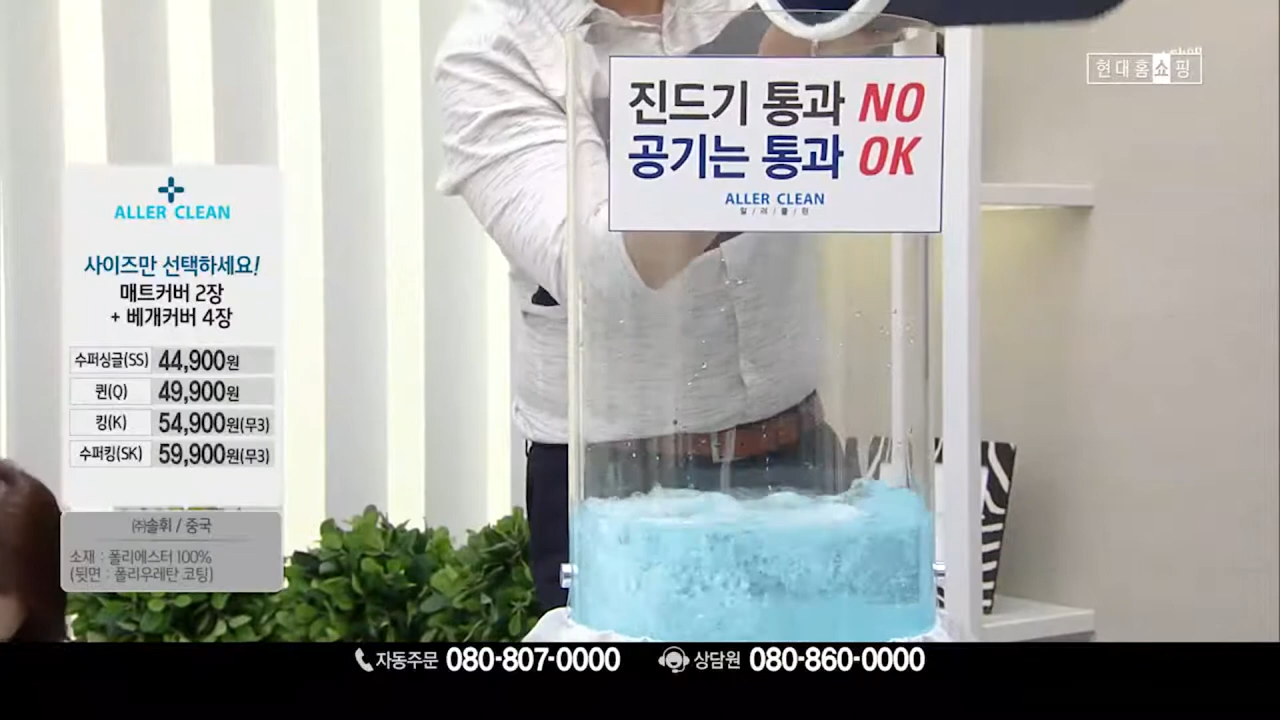 현대홈쇼핑
진드기 통과 NO
공기는 통과 OK
ALLER CLEAN
알/러/클/린
ALLER CLEAN
사이즈만 선택하세요!
매트커버 2장
+ 베개커버 4장
수퍼싱글(SS) 44,900원
퀸(Q) 49,900원
킹(K) 54,900원(무3)
수퍼킹(SK) 59,900원(무3)
㈜솔휘 / 중국
소재 : 폴리에스터 100%
(뒷면 : 폴리우레탄 코팅)
자동주문 080-807-0000 상담원 080-860-0000